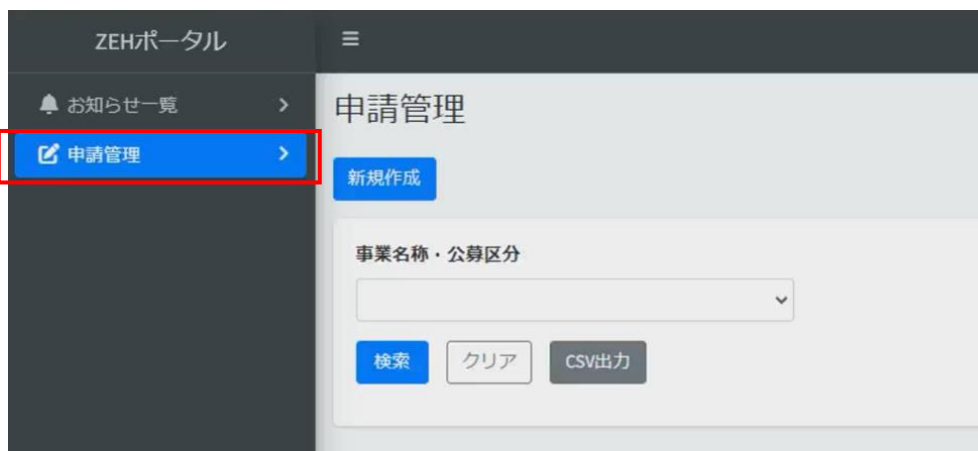 ZEHポータル
お知らせ一覧
申請管理
申請管理
新規作成
事業名称・公募区分
検索 クリア CSV出力